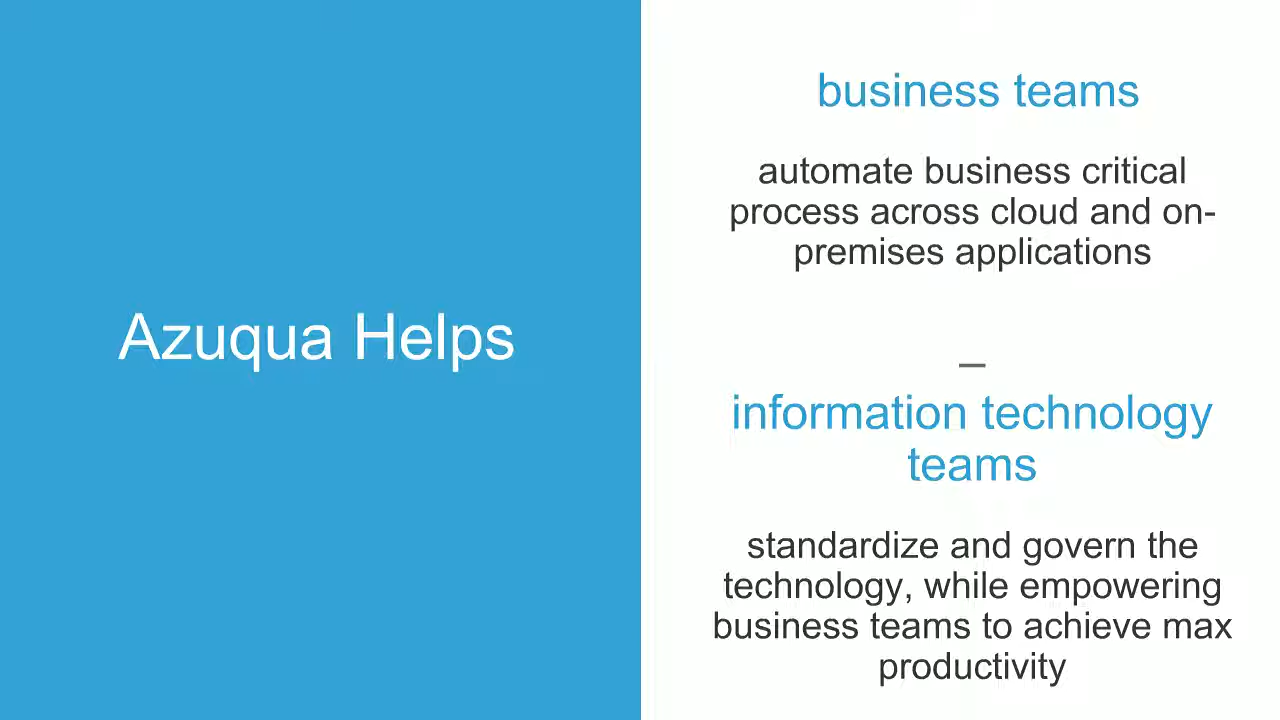 Azuqua Helps
business teams
automate business critical
process across cloud and on-
premises applications
–
information technology
teams
standardize and govern the
technology, while empowering
business teams to achieve max
productivity